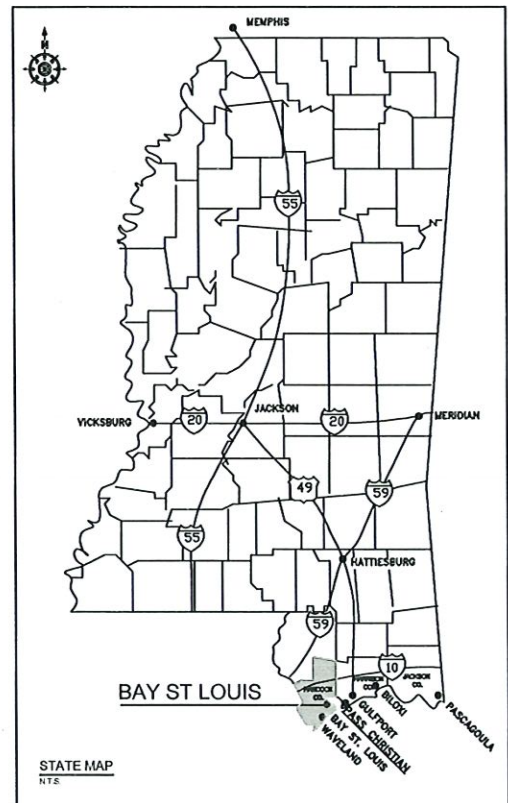 N
MEMPHIS
55
VICKSBURG
20
JACKSON
20
MERIDIAN
49
59
55
HATTIESBURG
59
10
HANCOCK
CO.
HARRISON
CO.
JACKSON
CO.
BAY ST LOUIS
BILOXI
GULFPORT
PASS CHRISTIAN
BAY ST. LOUIS
WAVELAND
PASCAGOULA
STATE MAP
N.T.S.